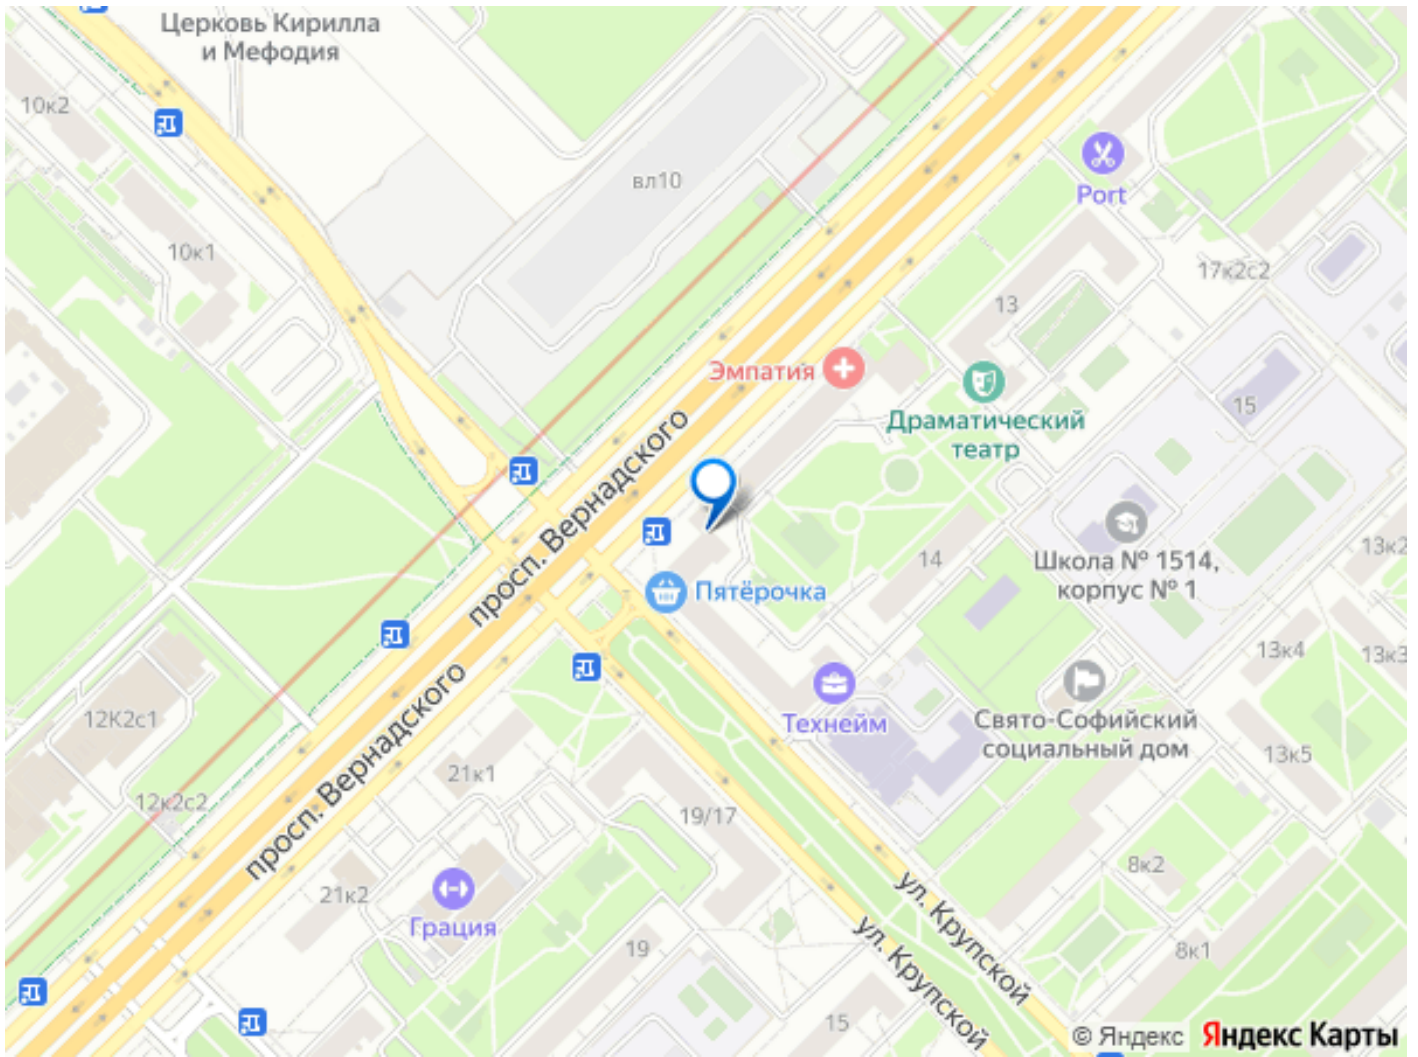 Церковь Кирилла
и Мефодия
10к2
вл10
Port
10к1
17к2с2
13
Эмпатия
Драматический
театр
15
просп. Вернадского
Школа № 1514,
корпус № 1
13к2
14
Пятёрочка
13к4
13к3
Технейм
Свято-Софийский
социальный дом
12К2с1
13к5
21к1
12к2с2
просп. Вернадского
19/17
8к2
21к2
Грация
ул. Крупской
ул. Крупской
19
8к1
15
© Яндекс Яндекс Карты